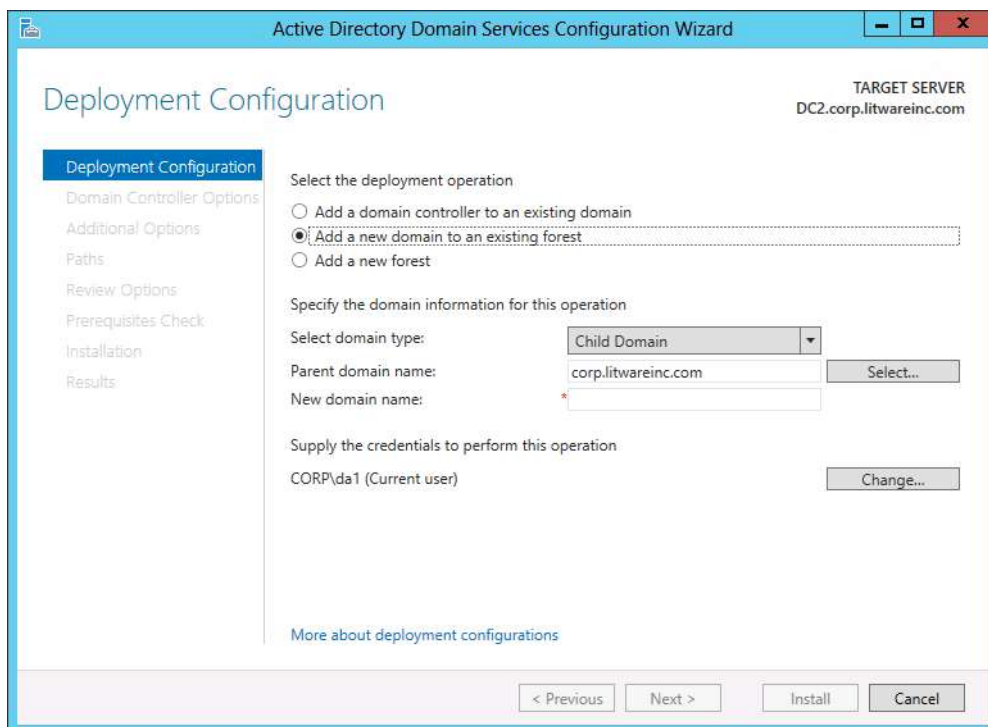 Active Directory Domain Services Configuration Wizard
Deployment Configuration
TARGET SERVER
DC2.corp.litwareinc.com
Deployment Configuration
Domain Controller Options
Additional Options
Paths
Review Options
Prerequisites Check
Installation
Results
Select the deployment operation
Add a domain controller to an existing domain
Add a new domain to an existing forest
Add a new forest
Specify the domain information for this operation
Select domain type: Child Domain
Parent domain name: corp.litwareinc.com Select...
New domain name: *
Supply the credentials to perform this operation
CORP\da1 (Current user) Change...
More about deployment configurations
< Previous Next > Install Cancel